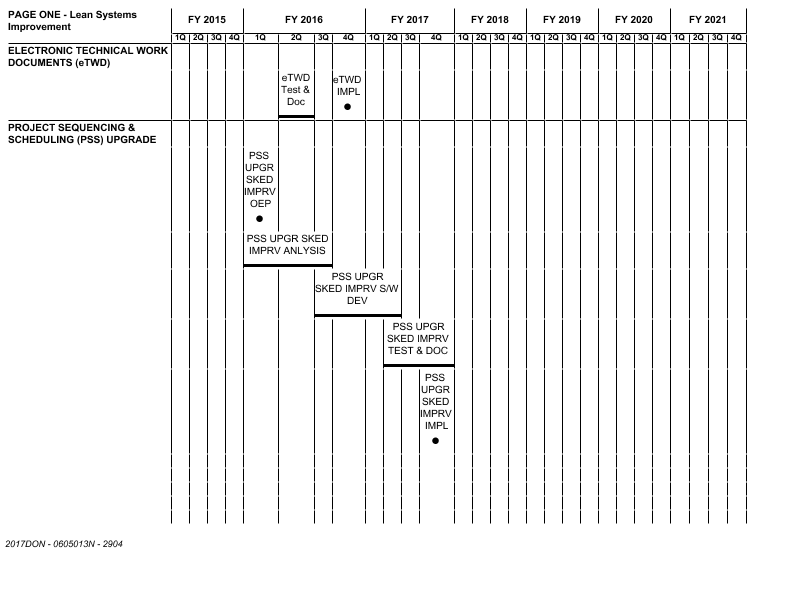 PAGE ONE - Lean Systems
Improvement
FY 2015 FY 2016 FY 2017 FY 2018 FY 2019 FY 2020 FY 2021
1Q 2Q 3Q 4Q 1Q 2Q 3Q 4Q 1Q 2Q 3Q 4Q 1Q 2Q 3Q 4Q 1Q 2Q 3Q 4Q 1Q 2Q 3Q 4Q 1Q 2Q 3Q 4Q
ELECTRONIC TECHNICAL WORK
DOCUMENTS (eTWD)
eTWD
Test &
Doc
eTWD
IMPL
PROJECT SEQUENCING &
SCHEDULING (PSS) UPGRADE
PSS
UPGR
SKED
IMPRV
OEP
PSS UPGR SKED
IMPRV ANLYSIS
PSS UPGR
SKED IMPRV S/W
DEV
PSS UPGR
SKED IMPRV
TEST & DOC
PSS
UPGR
SKED
IMPRV
IMPL
2017DON - 0605013N - 2904